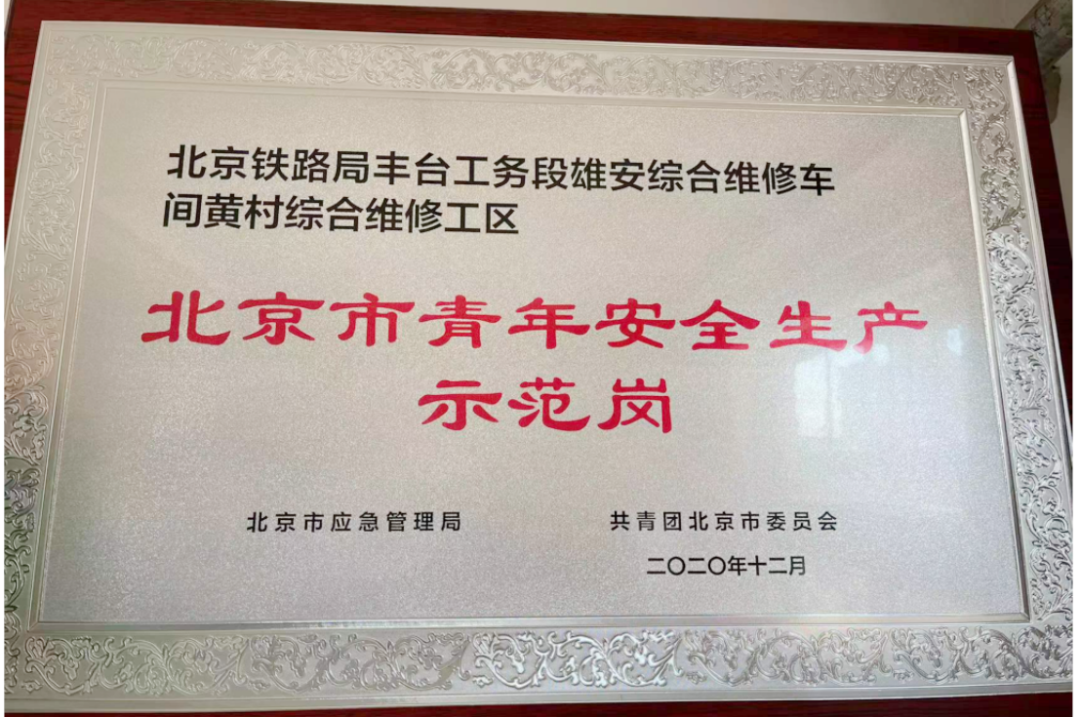 北京铁路局丰台工务段雄安综合维修车
间黄村综合维修工区
北京市青年安全生产
示范岗
北京市应急管理局
共青团北京市委员会
二〇二〇年十二月